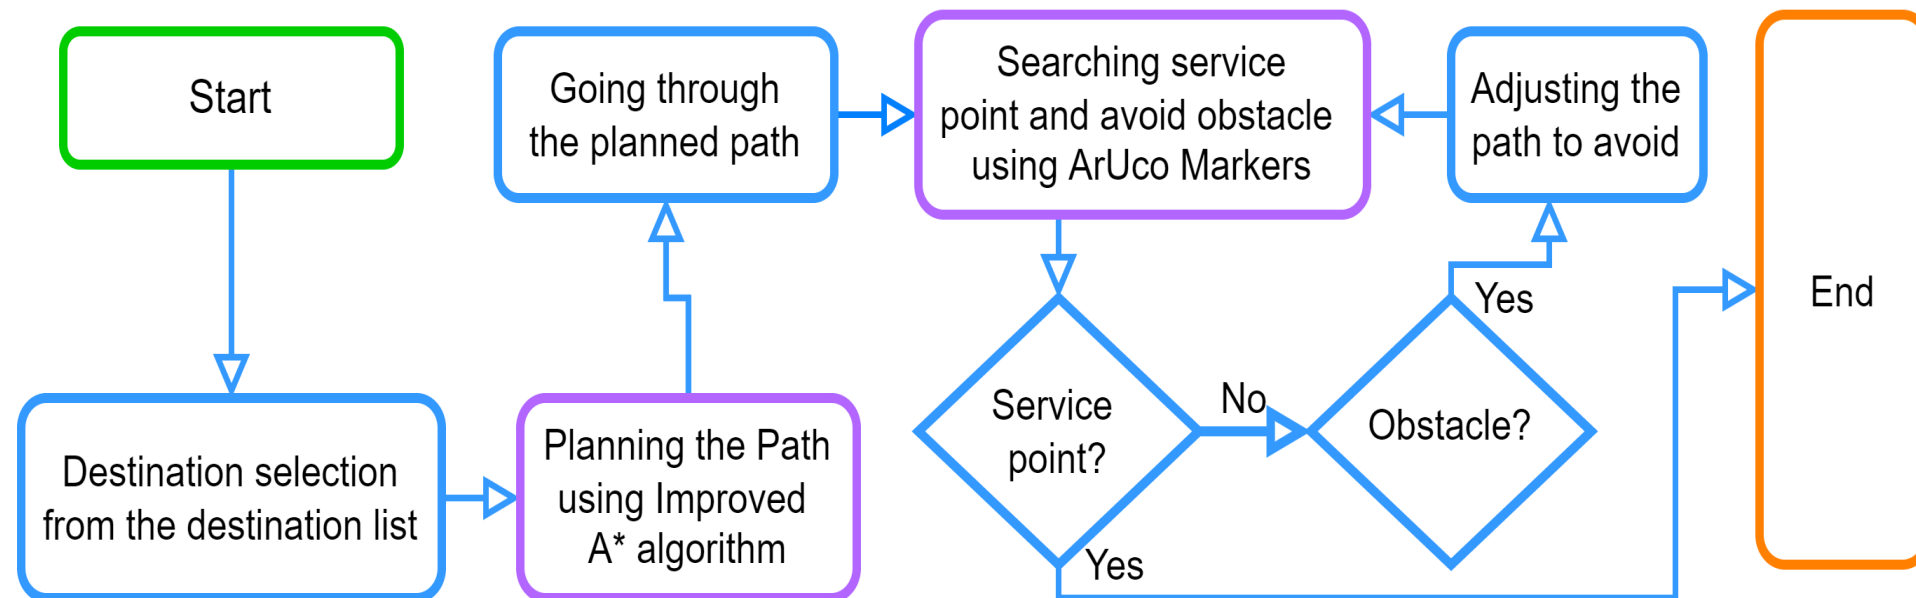 Start
Destination selection
from the destination list
Planning the Path
using Improved
A* algorithm
Going through
the planned path
Searching service
point and avoid obstacle
using ArUco Markers
Service
point?
No
Yes
Obstacle?
Yes
Adjusting the
path to avoid
End